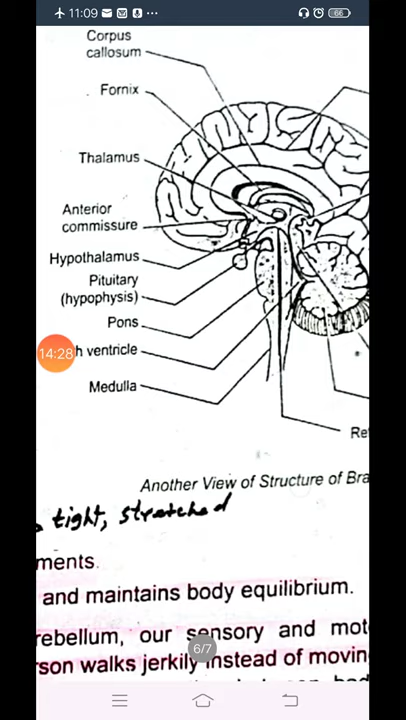 11:09
66
Corpus
callosum
Fornix
Thalamus
Anterior
commissure
Hypothalamus
Pituitary
(hypophysis)
Pons
14:28 h ventricle
Medulla
Re
Another View of Structure of Bra
tight, stretched
ments.
and maintains body equilibrium.
rebellum, our sensory and mot
6/7
rson walks jerkily instead of movin